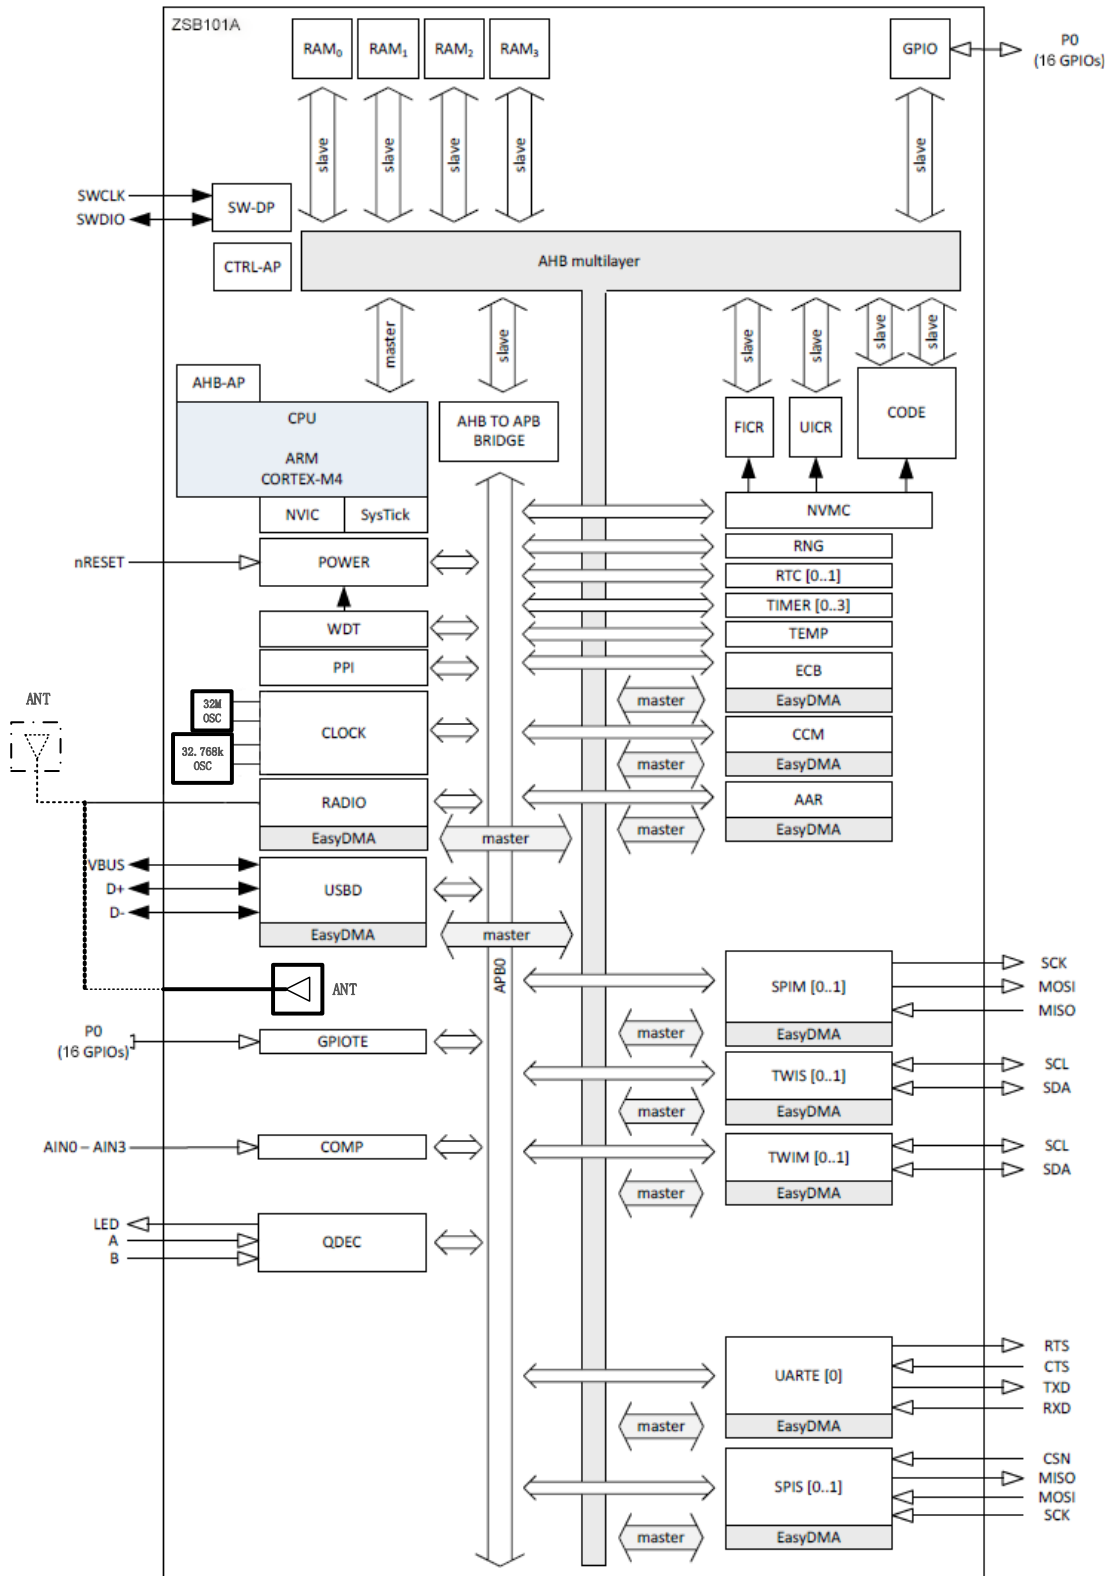 ZSB101A
RAM0
RAM1
RAM2
RAM3
GPIO
P0
(16 GPIOs)
slave
slave
slave
slave
slave
SWCLK
SWDIO
SW-DP
CTRL-AP
AHB multilayer
master
slave
slave
slave
slave
slave
AHB-AP
CPU
ARM
CORTEX-M4
NVIC
SysTick
AHB TO APB
BRIDGE
FICR
UICR
CODE
NVMC
nRESET
POWER
RNG
RTC [0..1]
TIMER [0..3]
WDT
TEMP
PPI
ECB
master
EasyDMA
ANT
32M
OSC
32.768k
OSC
CLOCK
CCM
master
EasyDMA
RADIO
EasyDMA
master
AAR
master
EasyDMA
VBUS
D+
D-
USBD
EasyDMA
master
APB0
ANT
SPIM [0..1]
master
EasyDMA
SCK
MOSI
MISO
P0
(16 GPIOs)
GPIOTE
TWIS [0..1]
master
EasyDMA
SCL
SDA
AIN0 – AIN3
COMP
TWIM [0..1]
master
EasyDMA
SCL
SDA
LED
A
B
QDEC
UARTE [0]
master
EasyDMA
RTS
CTS
TXD
RXD
SPIS [0..1]
master
EasyDMA
CSN
MISO
MOSI
SCK